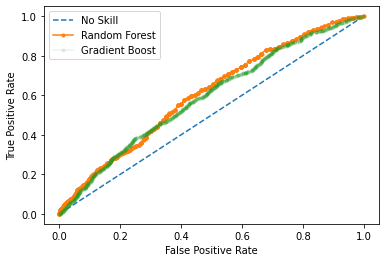 No Skill
Random Forest
Gradient Boost
1.0
0.8
0.6
0.4
0.2
0.0
True Positive Rate
0.0 0.2 0.4 0.6 0.8 1.0
False Positive Rate